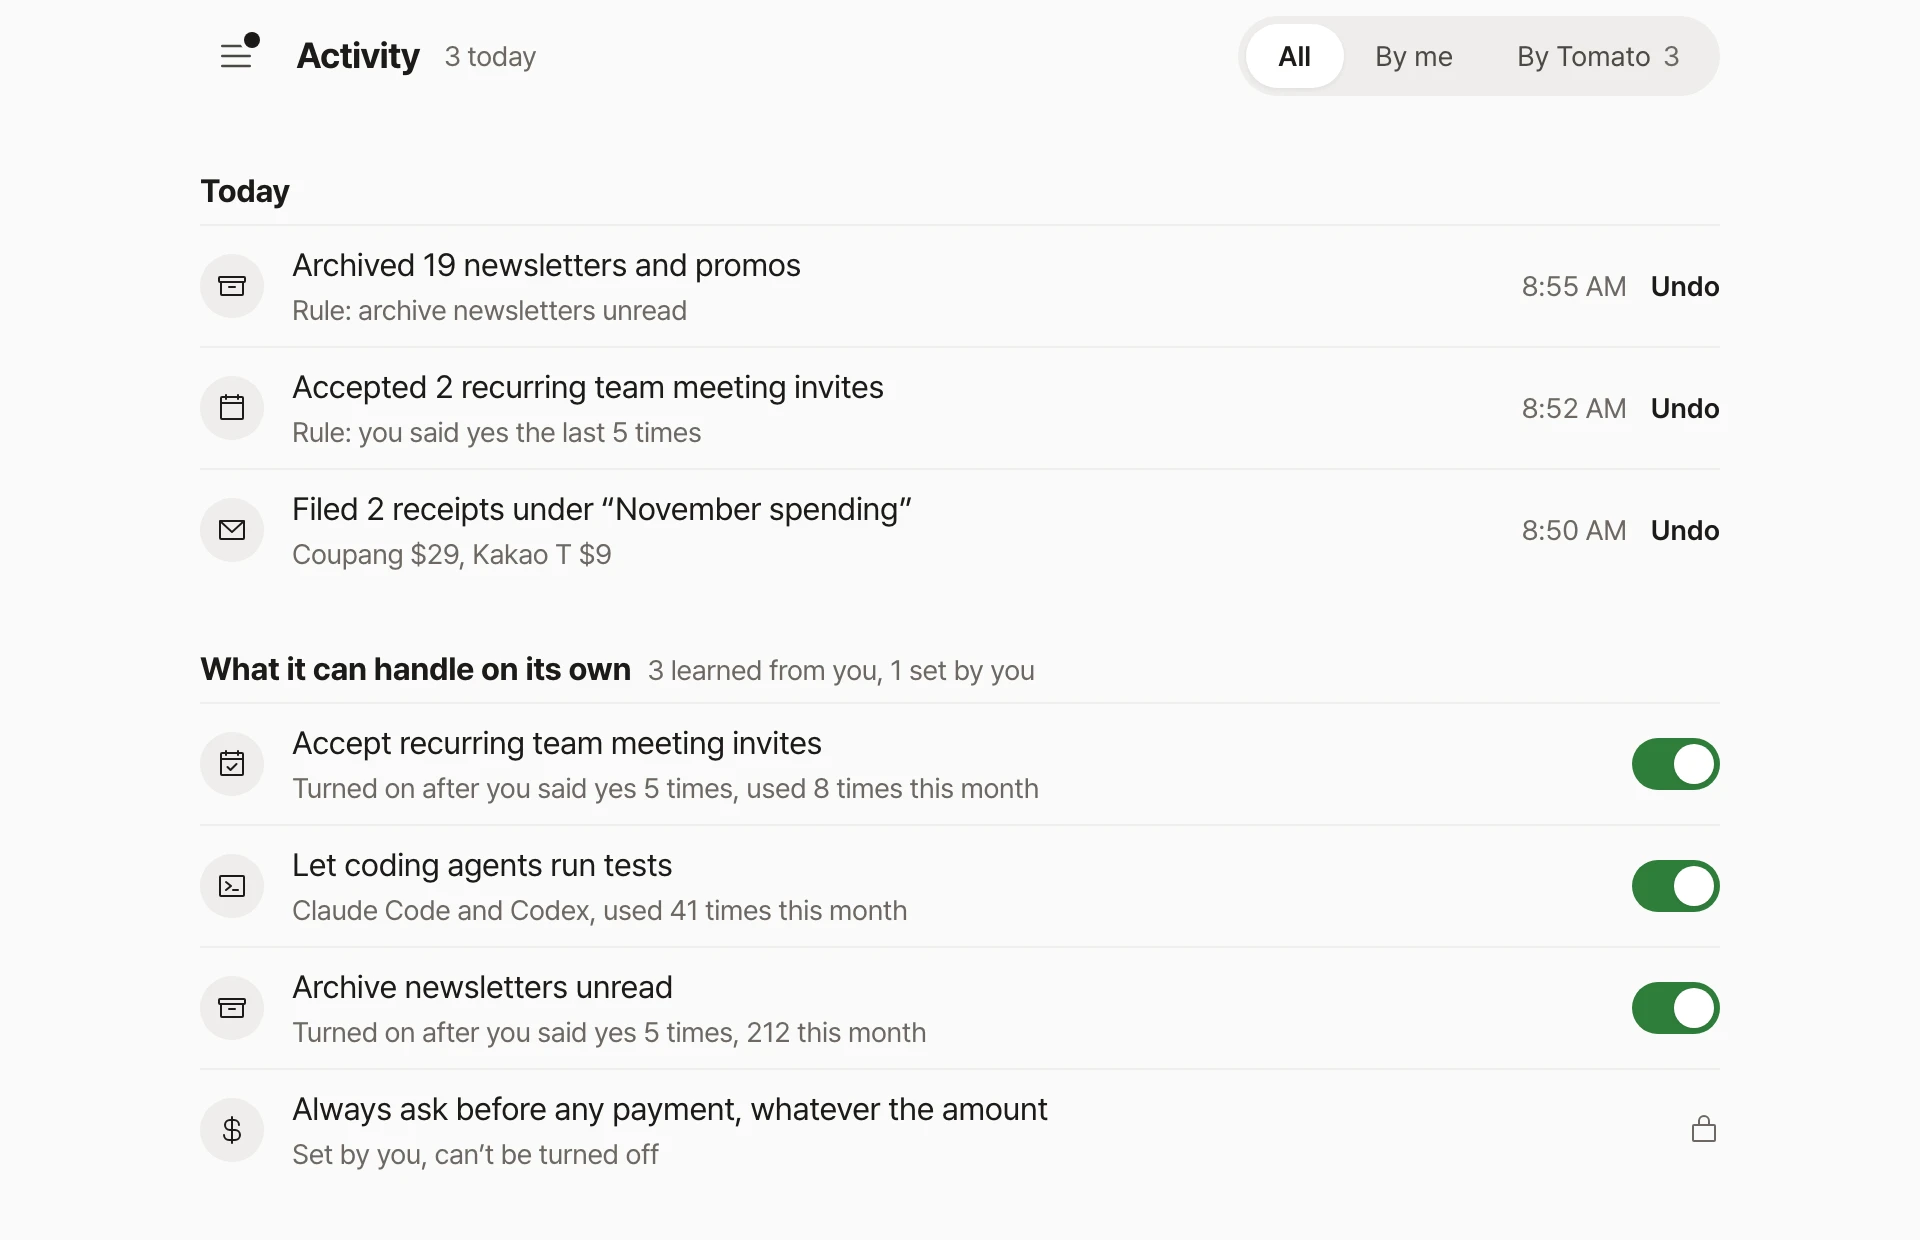 Activity 3 today
All By me By Tomato 3
Today
Archived 19 newsletters and promos
Rule: archive newsletters unread
8:55 AM Undo
Accepted 2 recurring team meeting invites
Rule: you said yes the last 5 times
8:52 AM Undo
Filed 2 receipts under “November spending”
Coupang $29, Kakao T $9
8:50 AM Undo
What it can handle on its own 3 learned from you, 1 set by you
Accept recurring team meeting invites
Turned on after you said yes 5 times, used 8 times this month
Let coding agents run tests
Claude Code and Codex, used 41 times this month
Archive newsletters unread
Turned on after you said yes 5 times, 212 this month
$
Always ask before any payment, whatever the amount
Set by you, can’t be turned off